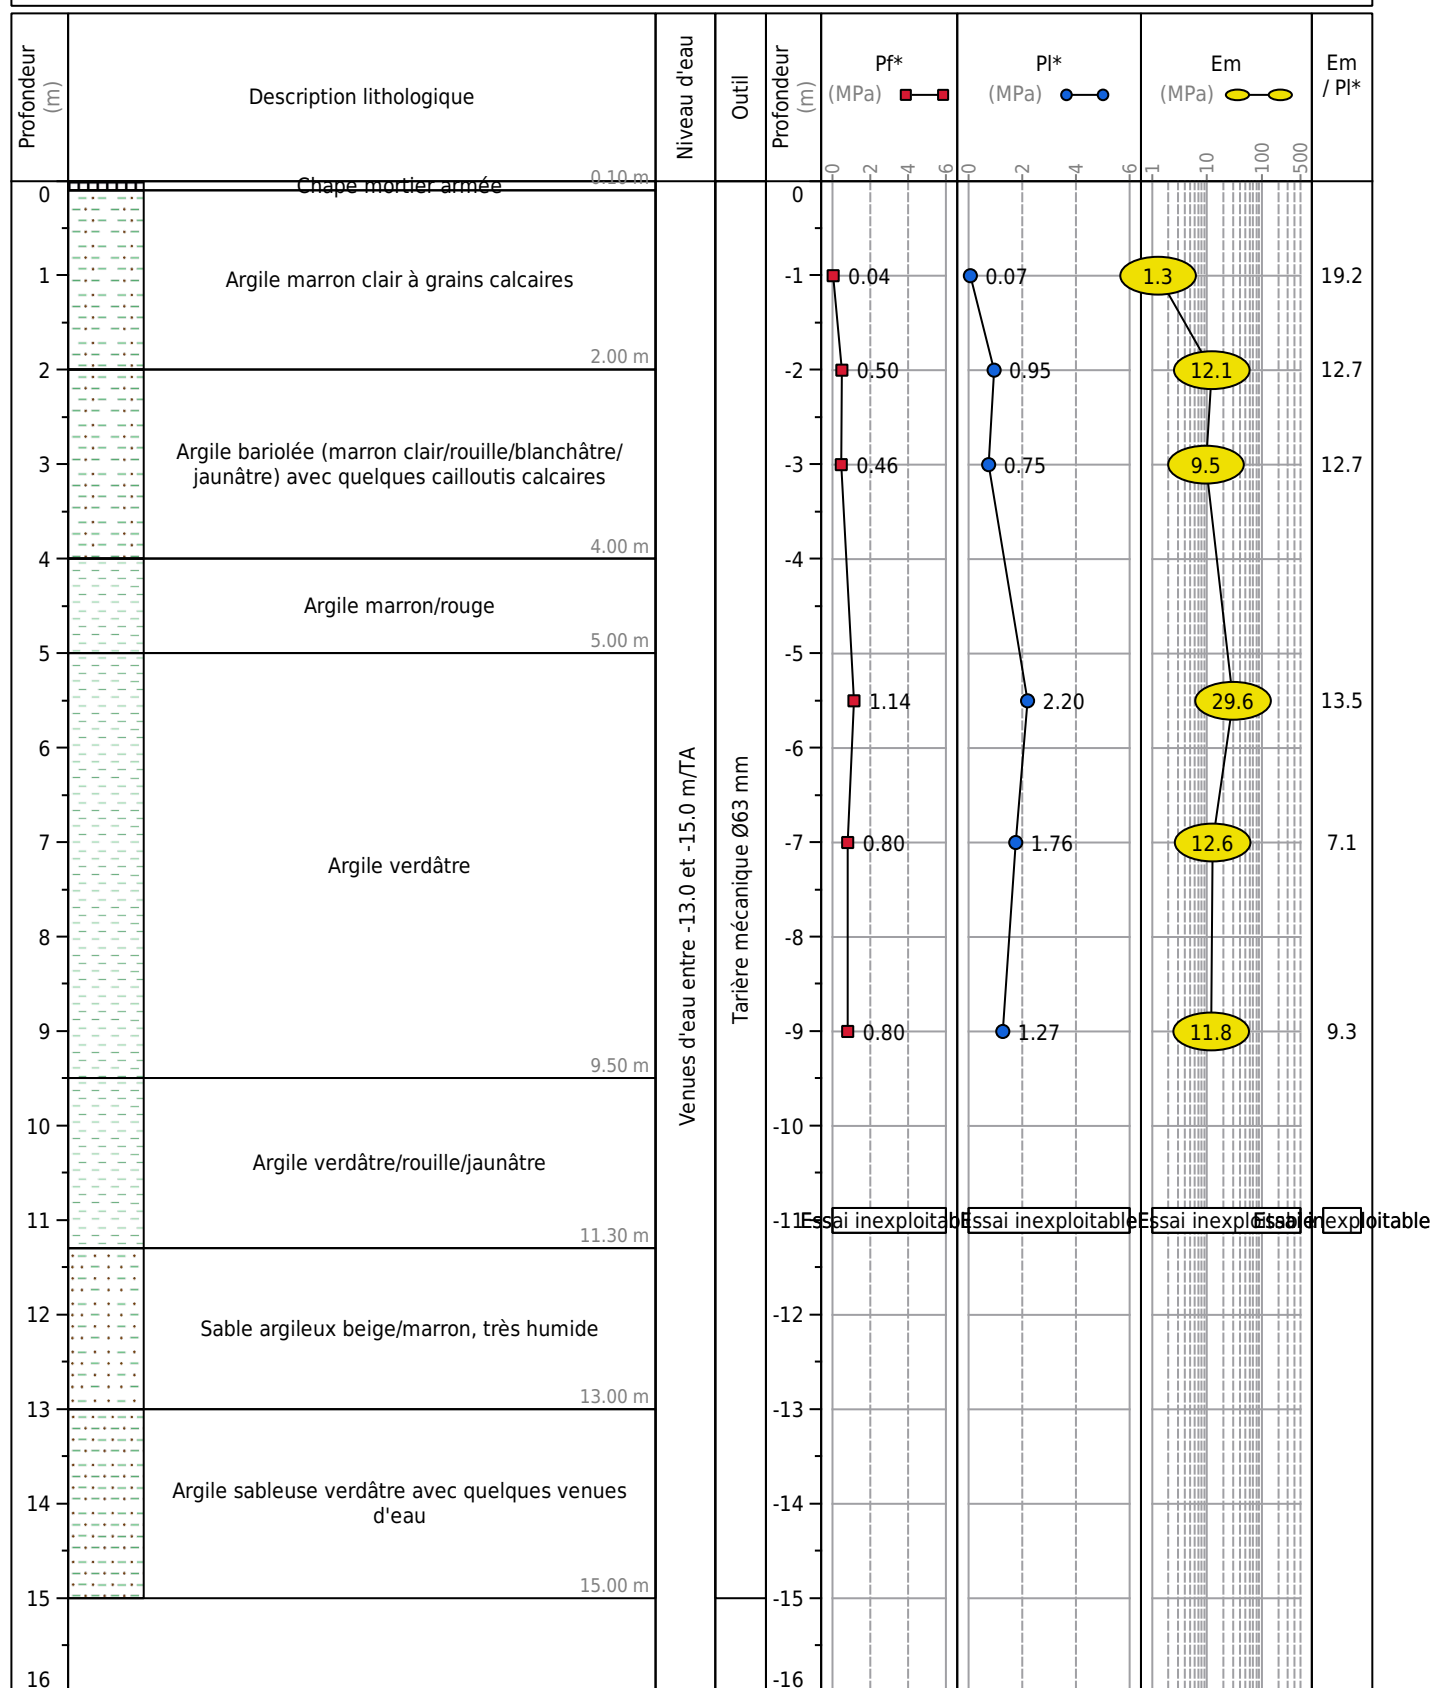 Profondeur
(m)
Description lithologique
Niveau d'eau
Outil
Profondeur
(m)
Pf*
(MPa)
0 2 4 6
Pl*
(MPa)
0 2 4 6
Em
(MPa)
1 10 100 500
Em
/ Pl*
Chape mortier armée
0.10 m
Argile marron clair à grains calcaires
2.00 m
Argile bariolée (marron clair/rouille/blanchâtre/
jaunâtre) avec quelques cailloutis calcaires
4.00 m
Argile marron/rouge
5.00 m
Argile verdâtre
9.50 m
Argile verdâtre/rouille/jaunâtre
11.30 m
Sable argileux beige/marron, très humide
13.00 m
Argile sableuse verdâtre avec quelques venues
d'eau
15.00 m
0
1
2
3
4
5
6
7
8
9
10
11
12
13
14
15
16
Venues d'eau entre -13.0 et -15.0 m/TA
Tarière mécanique Ø63 mm
0
-1
-2
-3
-4
-5
-6
-7
-8
-9
-10
-11
-12
-13
-14
-15
-16
0.04 0.07 1.3 19.2
0.50 0.95 12.1 12.7
0.46 0.75 9.5 12.7
1.14 2.20 29.6 13.5
0.80 1.76 12.6 7.1
0.80 1.27 11.8 9.3
Essai inexploitable Essai inexploitable Essai inexploitable Essai inexploitable